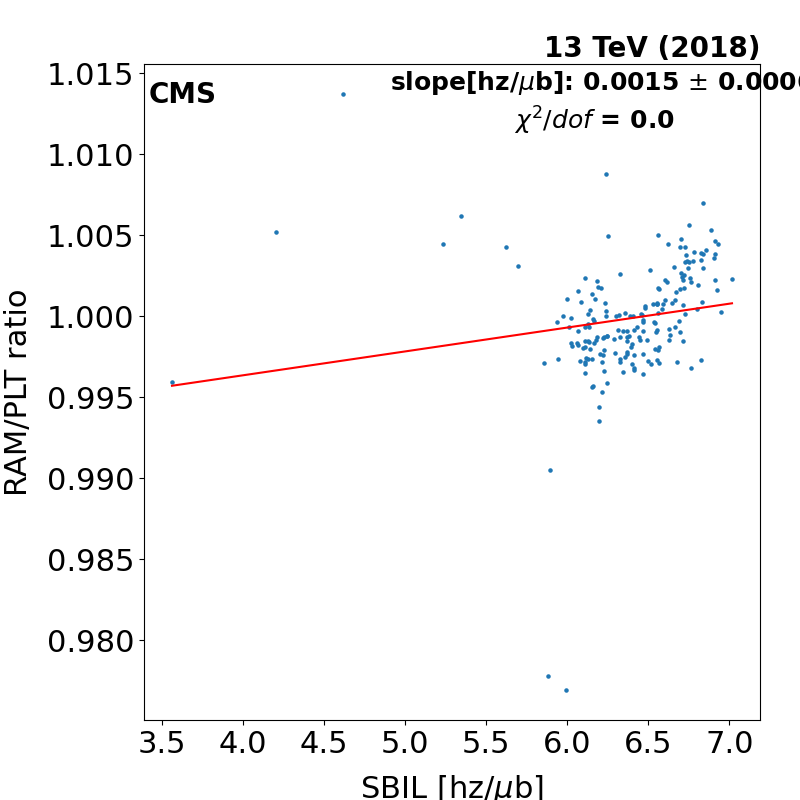 13 TeV (2018)
CMS
slope[hz/μb]: 0.0015 ± 0.000
χ²/dof = 0.0
1.015
1.010
1.005
1.000
0.995
0.990
0.985
0.980
RAM/PLT ratio
3.5 4.0 4.5 5.0 5.5 6.0 6.5 7.0
SBIL [hz/μb]